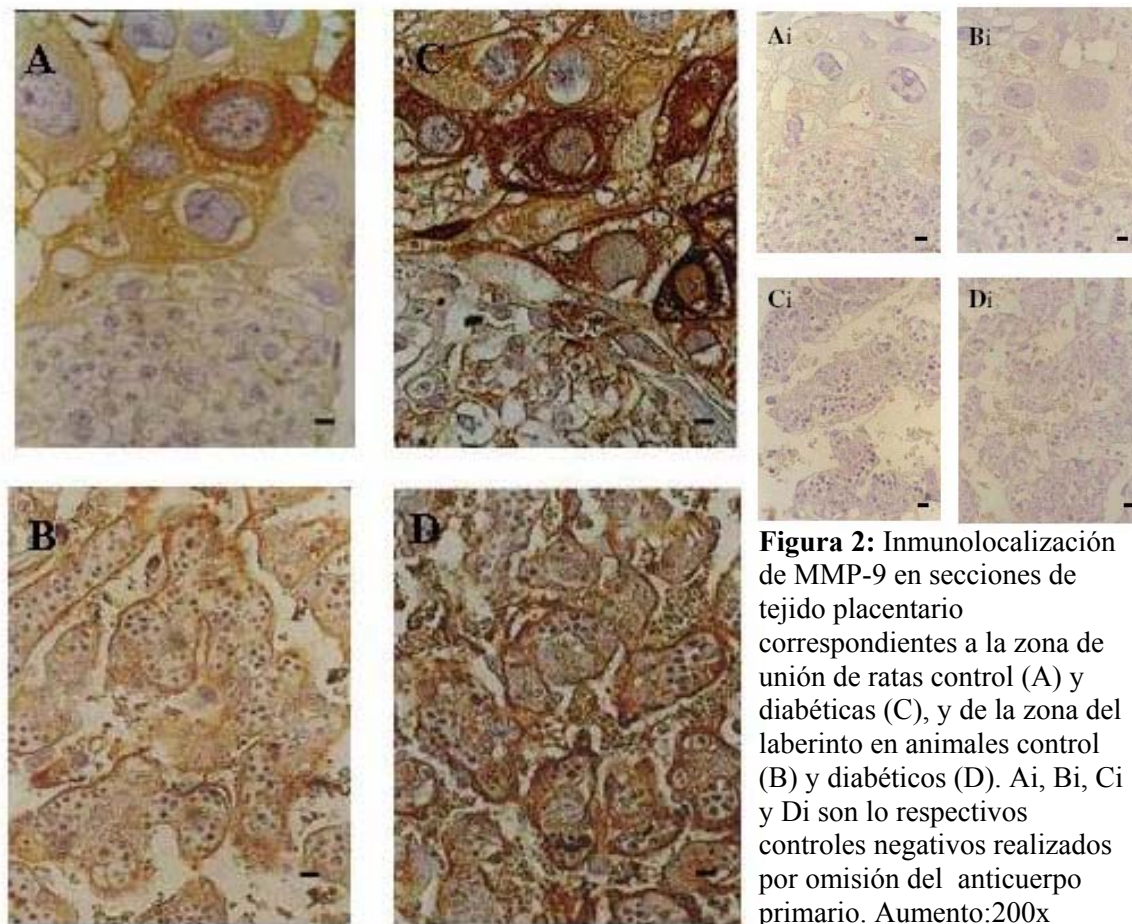 A
C
Ai
Bi
Ci
Di
B
D
Figura 2: Inmunolocalización
de MMP-9 en secciones de
tejido placentario
correspondientes a la zona de
unión de ratas control (A) y
diabéticas (C), y de la zona del
laberinto en animales control
(B) y diabéticos (D). Ai, Bi, Ci
y Di son lo respectivos
controles negativos realizados
por omisión del anticuerpo
primario. Aumento:200x